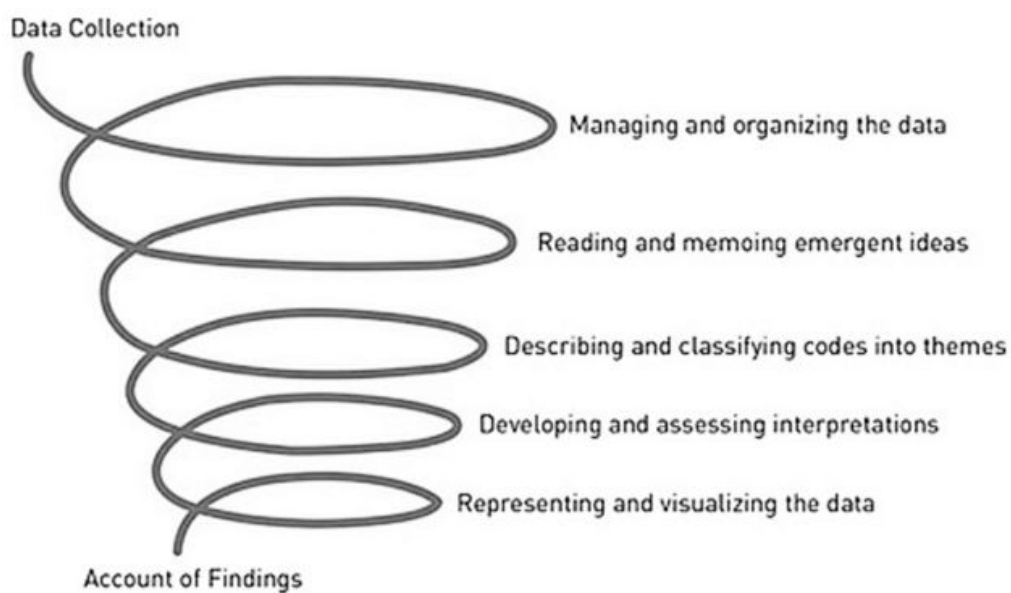 Data Collection
Managing and organizing the data
Reading and memoing emergent ideas
Describing and classifying codes into themes
Developing and assessing interpretations
Representing and visualizing the data
Account of Findings